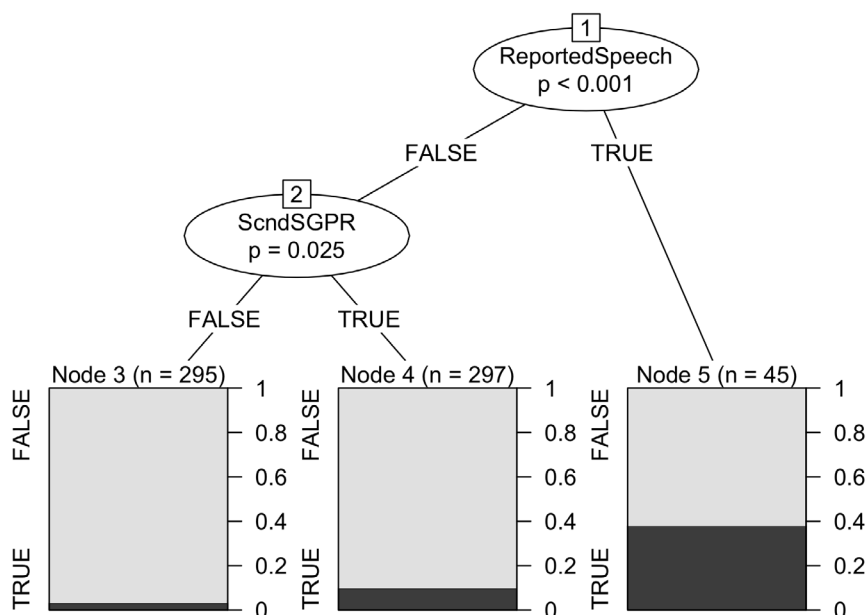 1
ReportedSpeech
p < 0.001
FALSE
TRUE
2
ScndSGPR
p = 0.025
FALSE
TRUE
Node 3 (n = 295)
FALSE
TRUE
1
0.8
0.6
0.4
0.2
0
Node 4 (n = 297)
FALSE
TRUE
1
0.8
0.6
0.4
0.2
0
Node 5 (n = 45)
FALSE
TRUE
1
0.8
0.6
0.4
0.2
0